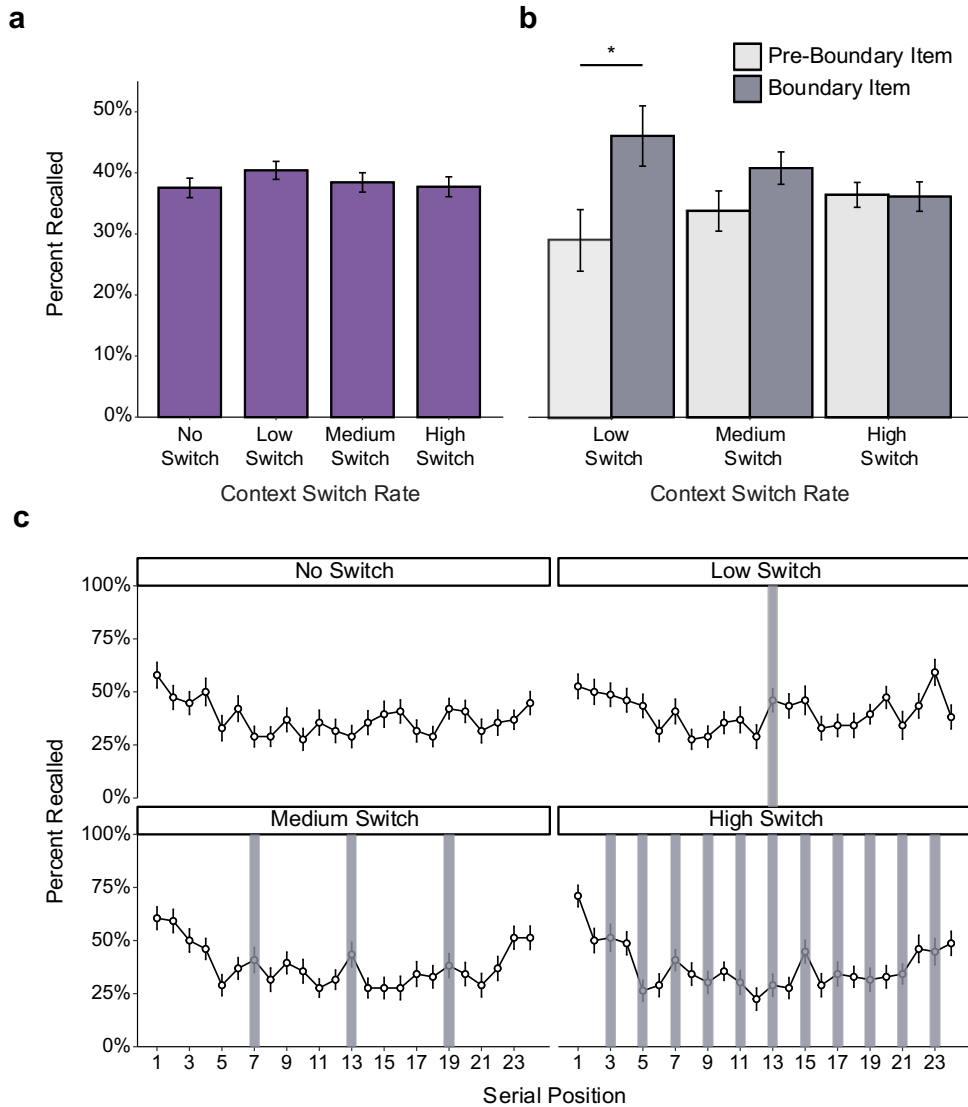 a
b
*
Pre-Boundary Item
Boundary Item
Percent Recalled
50%
40%
30%
20%
10%
0%
No Switch
Low Switch
Medium Switch
High Switch
Context Switch Rate
Low Switch
Medium Switch
High Switch
Context Switch Rate
c
No Switch
Low Switch
Percent Recalled
100%
75%
50%
25%
0%
Medium Switch
High Switch
100%
75%
50%
25%
0%
1 3 5 7 9 11 13 15 17 19 21 23
1 3 5 7 9 11 13 15 17 19 21 23
Serial Position